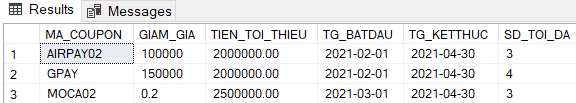 Results Messages
MA_COUPON GIAM_GIA TIEN_TOI_THIEU TG_BATDAU TG_KETTHUC SD_TOI_DA
1 AIRPAY02 100000 2000000.00 2021-02-01 2021-04-30 3
2 GPAY 150000 2000000.00 2021-02-01 2021-04-30 4
3 MOCA02 0.2 2500000.00 2021-03-01 2021-04-30 3